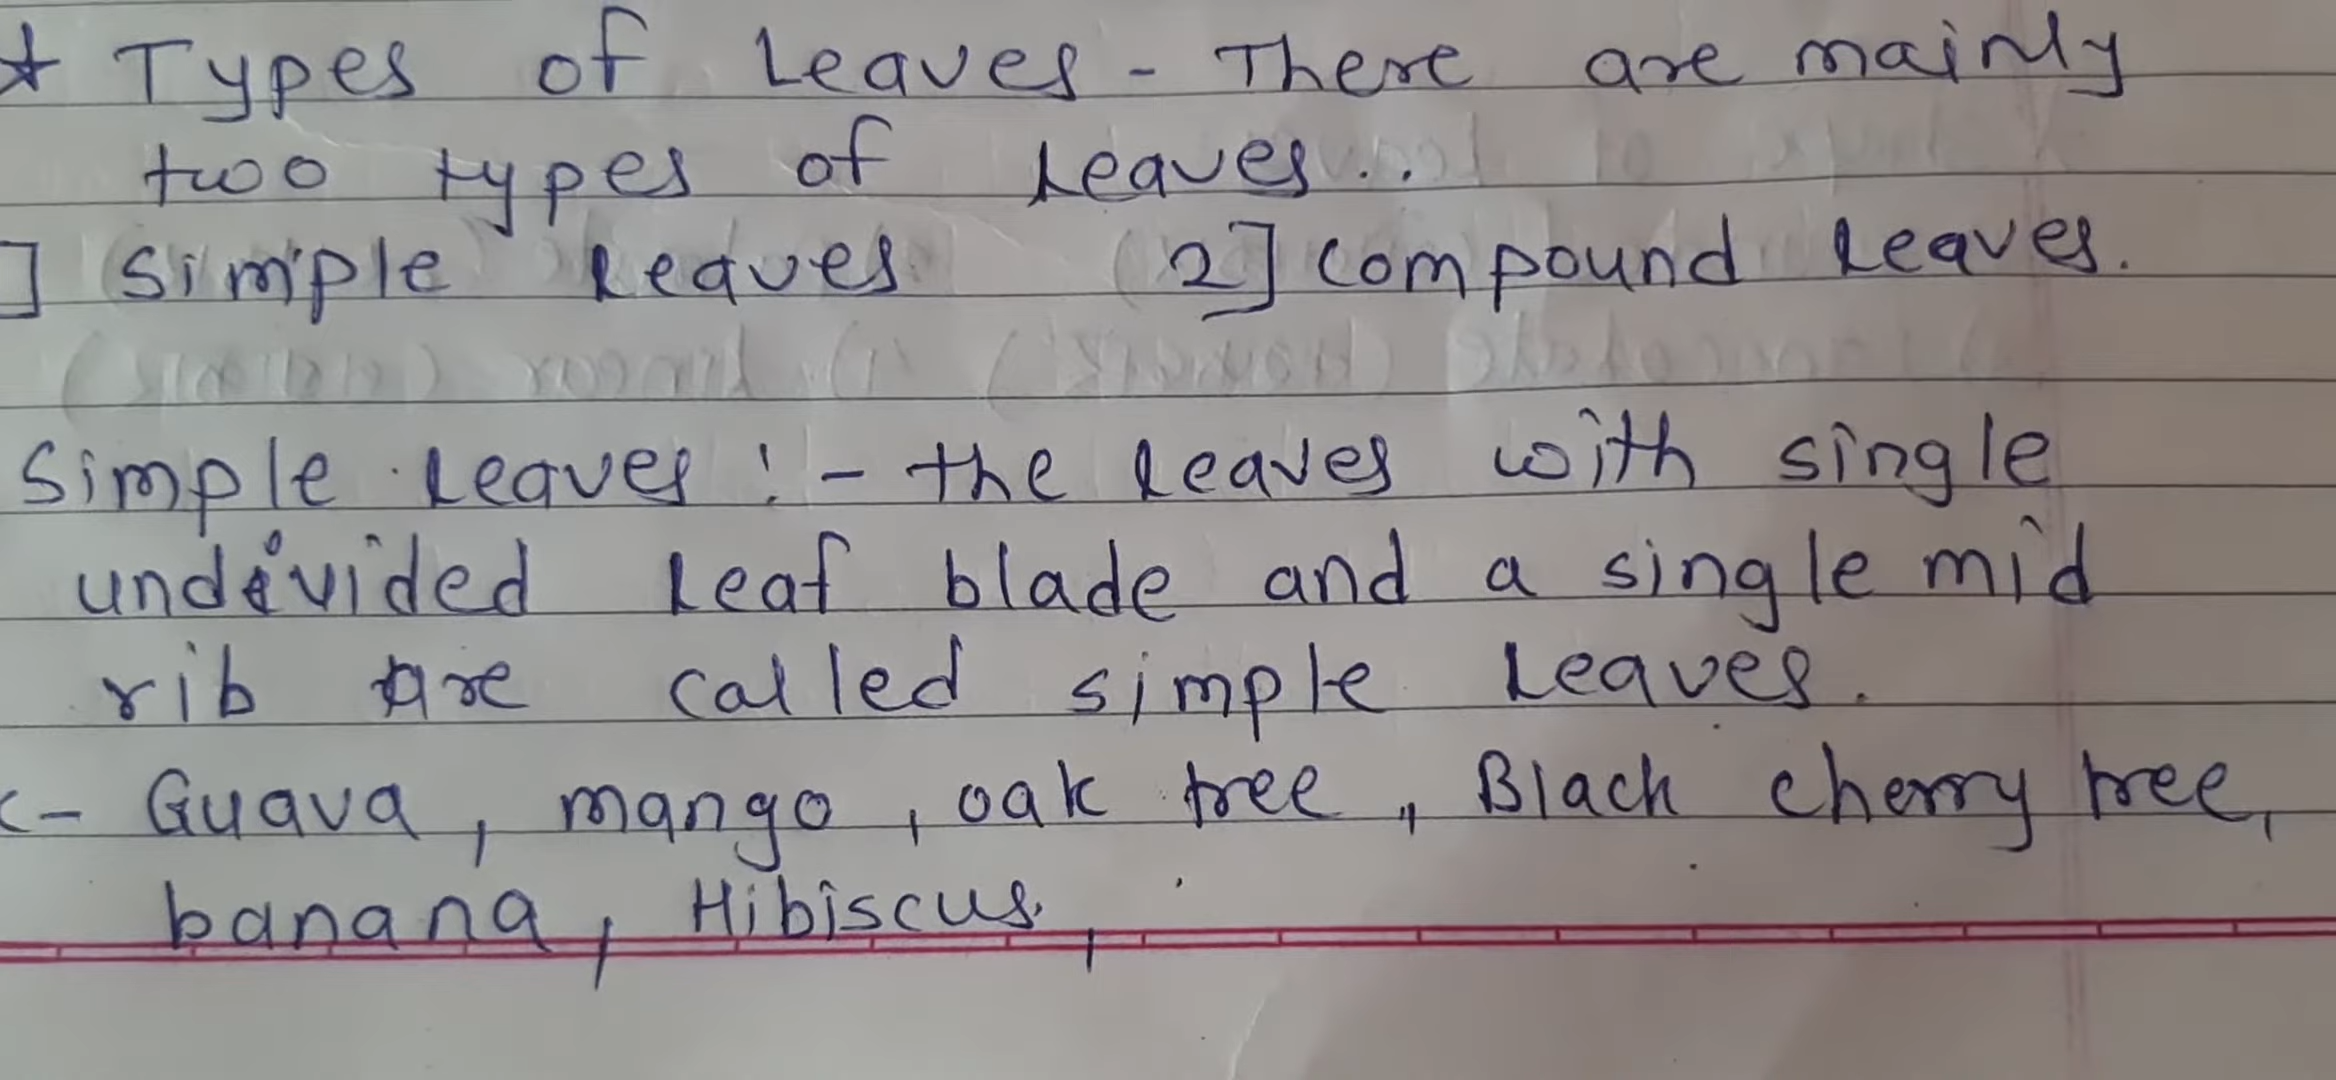 * Types of Leaves - There are mainly
two types of Leaves...
] Simple Leaves 2] Compound Leaves.
Simple Leaves :- the Leaves with single
undivided Leaf blade and a single mid
rib are called simple Leaves.
- Guava, mango, oak tree, Black cherry tree,
banana, Hibiscus,